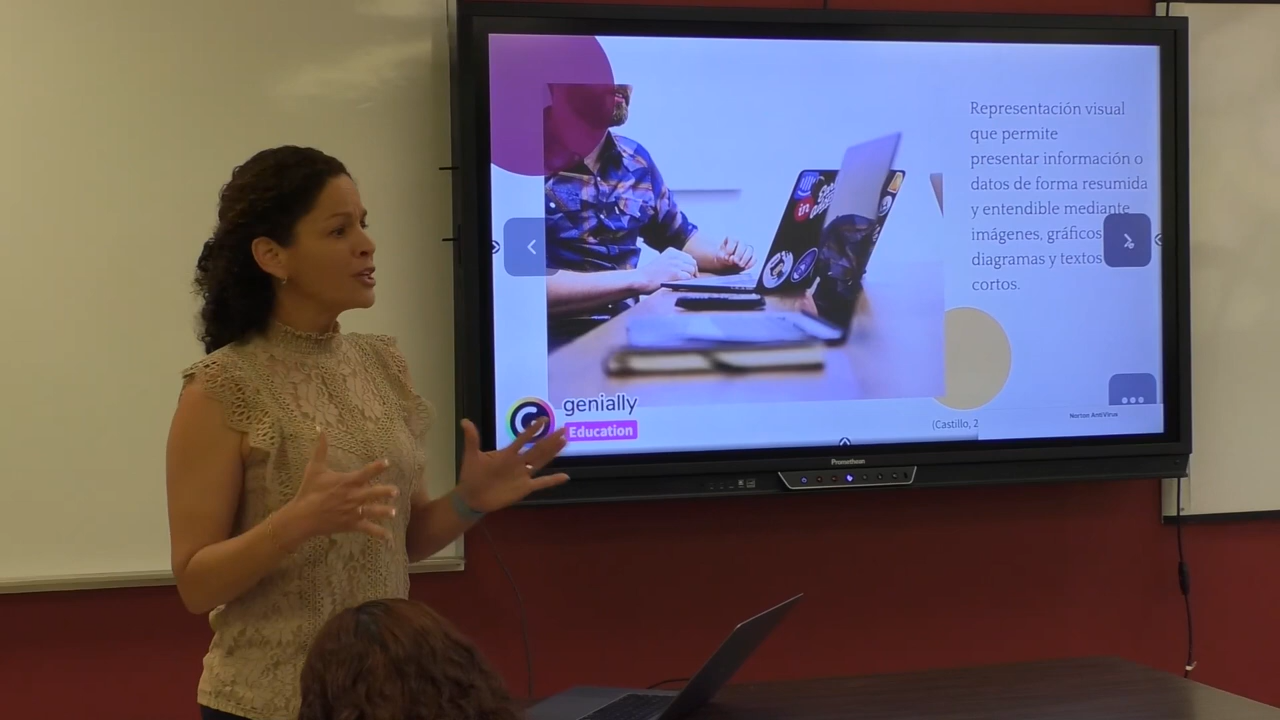 Representación visual
que permite
presentar información o
datos de forma resumida
y entendible mediante
imágenes, gráficos
diagramas y textos
cortos.
in
genially
Education
(Castillo, 2
Norton AntiVirus
Promethean